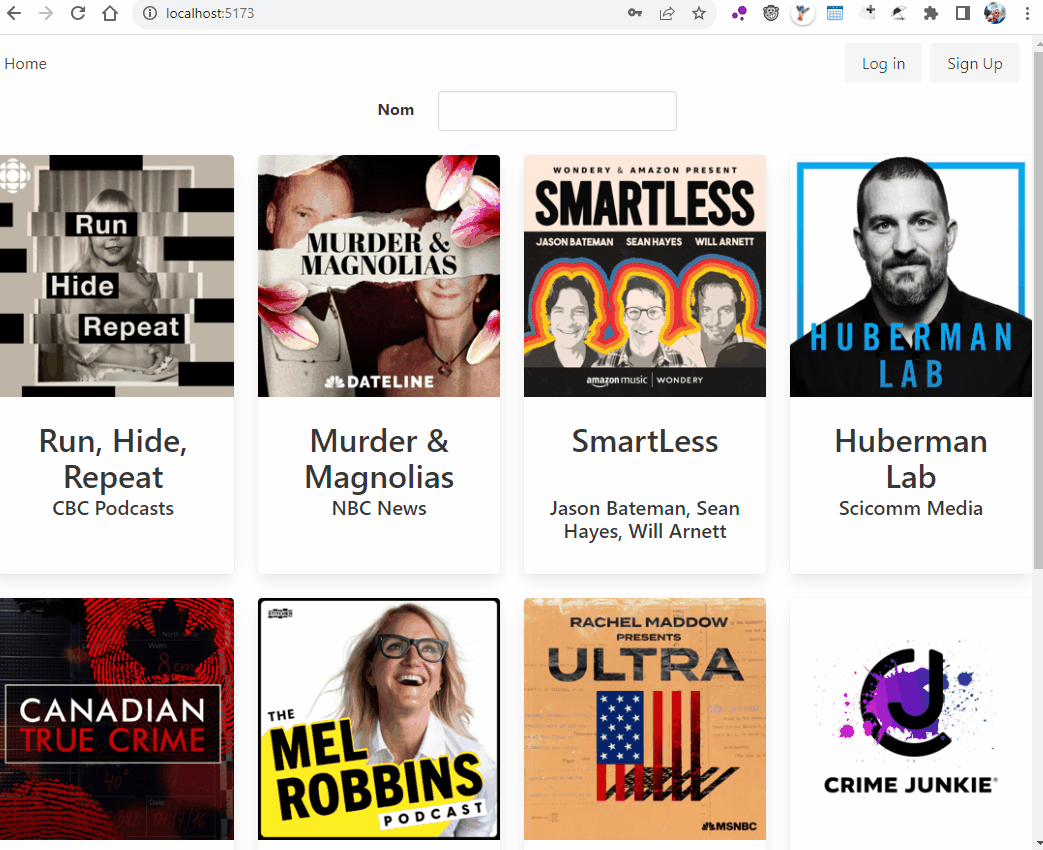 localhost:5173
Home
Log in
Sign Up
Nom
Run
Hide
Repeat
MURDER &
MAGNOLIAS
DATELINE
WONDERY & AMAZON PRESENT
SMARTLESS
JASON BATEMAN SEAN HAYES WILL ARNETT
amazon music | WONDERY
HUBERMAN
LAB
Run, Hide,
Repeat
CBC Podcasts
Murder &
Magnolias
NBC News
SmartLess
Jason Bateman, Sean
Hayes, Will Arnett
Huberman
Lab
Scicomm Media
CANADIAN
TRUE CRIME
THE
MEL
ROBBINS
PODCAST
RACHEL MADDOW
PRESENTS
ULTRA
MSNBC
CJ
CRIME JUNKIE